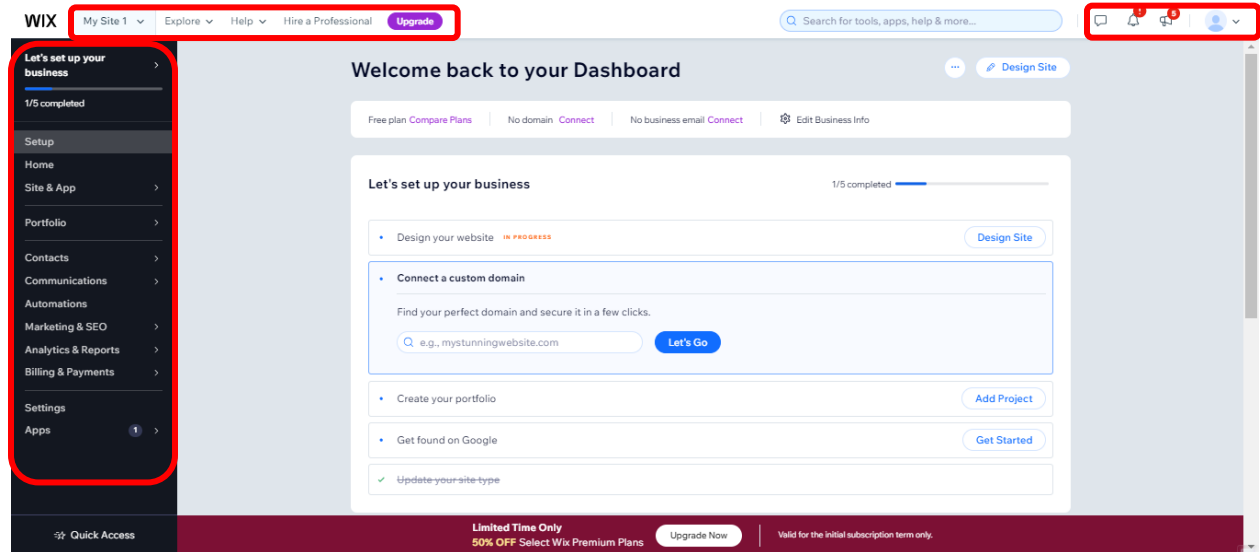 WIX My Site 1 Explore Help Hire a Professional Upgrade Search for tools, apps, help & more... ! 5
Let's set up your
business
1/5 completed
Setup
Home
Site & App
Portfolio
Contacts
Communications
Automations
Marketing & SEO
Analytics & Reports
Billing & Payments
Settings
Apps 1
Quick Access
Welcome back to your Dashboard ... Design Site
Free plan Compare Plans No domain Connect No business email Connect Edit Business Info
Let's set up your business 1/5 completed
Design your website IN PROGRESS Design Site
Connect a custom domain
Find your perfect domain and secure it in a few clicks.
e.g., mystunningwebsite.com Let's Go
Create your portfolio Add Project
Get found on Google Get Started
Update your site type
Limited Time Only
50% OFF Select Wix Premium Plans Upgrade Now Valid for the initial subscription term only.